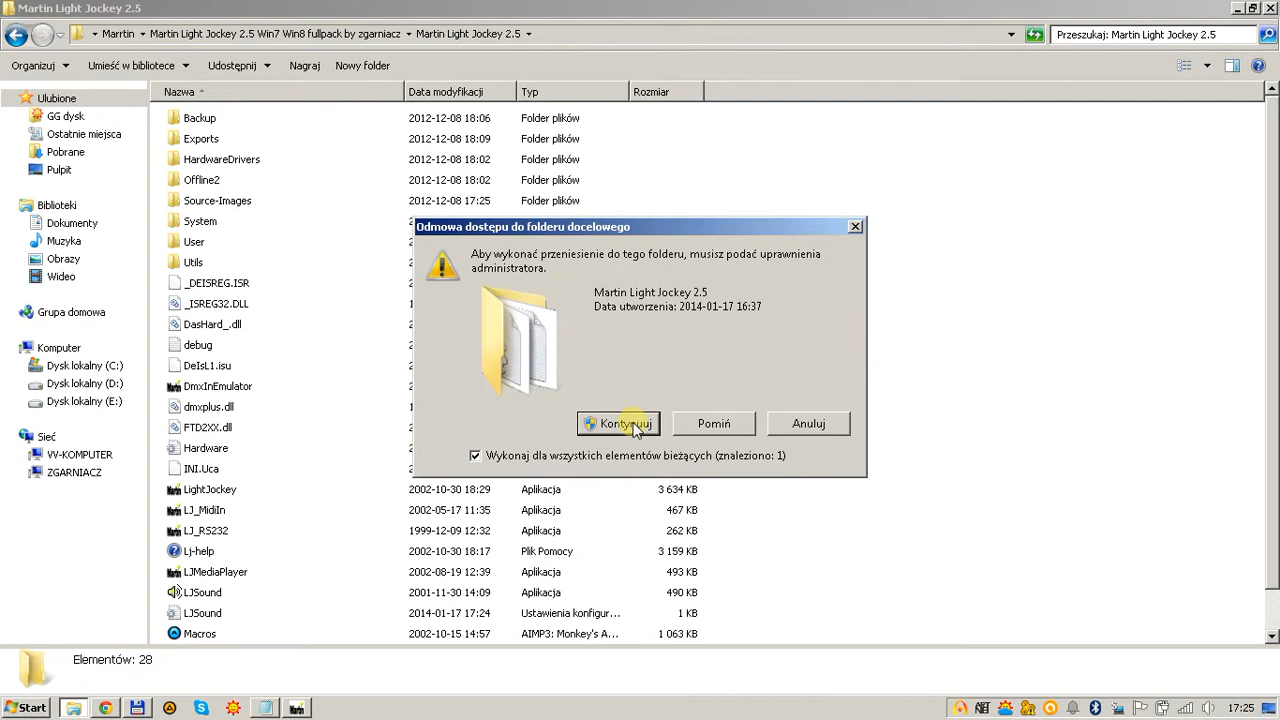 Martin Light Jockey 2.5
Marrtin Martin Light Jockey 2.5 Win7 Win8 fullpack by zgarniacz Martin Light Jockey 2.5
Przeszukaj: Martin Light Jockey 2.5
Organizuj Umieść w bibliotece Udostępnij Nagraj Nowy folder
Ulubione
GG dysk
Ostatnie miejsca
Pobrane
Pulpit
Biblioteki
Dokumenty
Muzyka
Obrazy
Video
Grupa domowa
Komputer
Dysk lokalny (C:)
Dysk lokalny (D:)
Dysk lokalny (E:)
Sieć
VV-KOMPUTER
ZGARNIACZ
Nazwa Data modyfikacji Typ Rozmiar
Backup 2012-12-08 18:06 Folder plików
Exports 2012-12-08 18:09 Folder plików
HardwareDrivers 2012-12-08 18:02 Folder plików
Offline2 2012-12-08 18:02 Folder plików
Source-Images 2012-12-08 17:25 Folder plików
System
User
Utils
_DEISREG.ISR
_ISREG32.DLL
DasHard_.dll
debug
DeIsL1.isu
DmxInEmulator
dmxplus.dll
FTD2XX.dll
Hardware
INI.Uca
LightJockey 2002-10-30 18:29 Aplikacja 3 634 KB
LJ_MidiIn 2002-05-17 11:35 Aplikacja 467 KB
LJ_RS232 1999-12-09 12:32 Aplikacja 262 KB
Lj-help 2002-10-30 18:17 Plik Pomocy 3 159 KB
LJMediaPlayer 2002-08-19 12:39 Aplikacja 493 KB
LJSound 2001-11-30 14:09 Aplikacja 490 KB
LJSound 2014-01-17 17:24 Ustawienia konfigur... 1 KB
Macros 2002-10-15 14:57 AIMP3: Monkey's A... 1 063 KB
Odmowa dostępu do folderu docelowego
Aby wykonać przeniesienie do tego folderu, musisz podać uprawnienia
administratora.
Martin Light Jockey 2.5
Data utworzenia: 2014-01-17 16:37
Kontynuuj Pomiń Anuluj
Wykonaj dla wszystkich elementów bieżących (znaleziono: 1)
Elementów: 28
Start
17:25